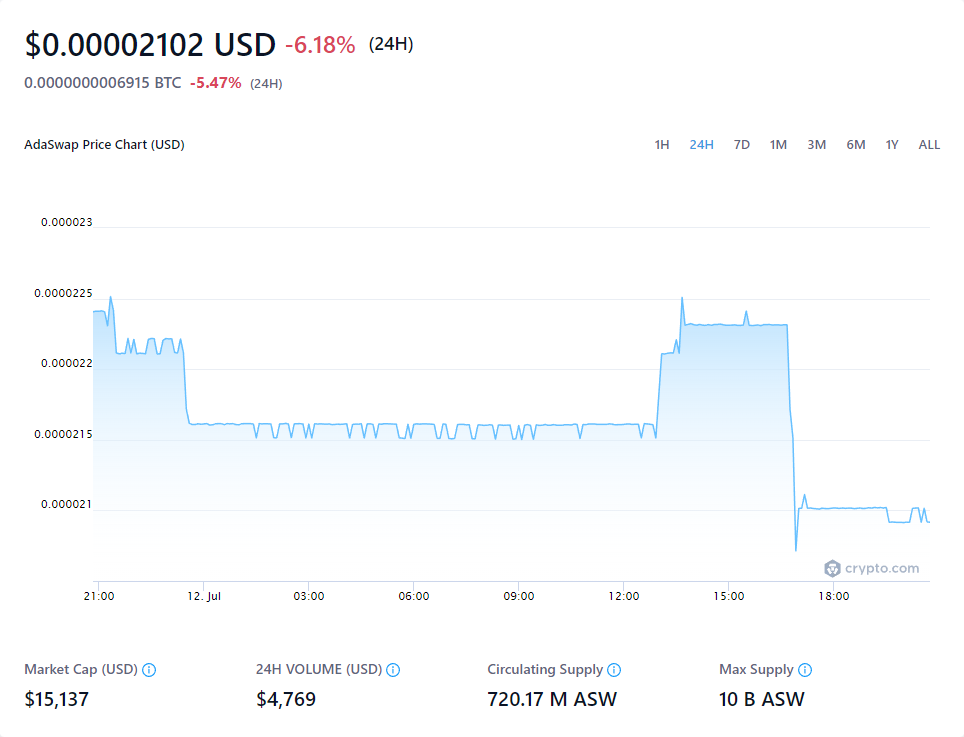 $0.00002102 USD -6.18% (24H)
0.0000000006915 BTC -5.47% (24H)
AdaSwap Price Chart (USD) 1H 24H 7D 1M 3M 6M 1Y ALL
0.000023
0.0000225
0.000022
0.0000215
0.000021
crypto.com
21:00 12. Jul 03:00 06:00 09:00 12:00 15:00 18:00
Market Cap (USD) 24H VOLUME (USD) Circulating Supply Max Supply
$15,137 $4,769 720.17 M ASW 10 B ASW